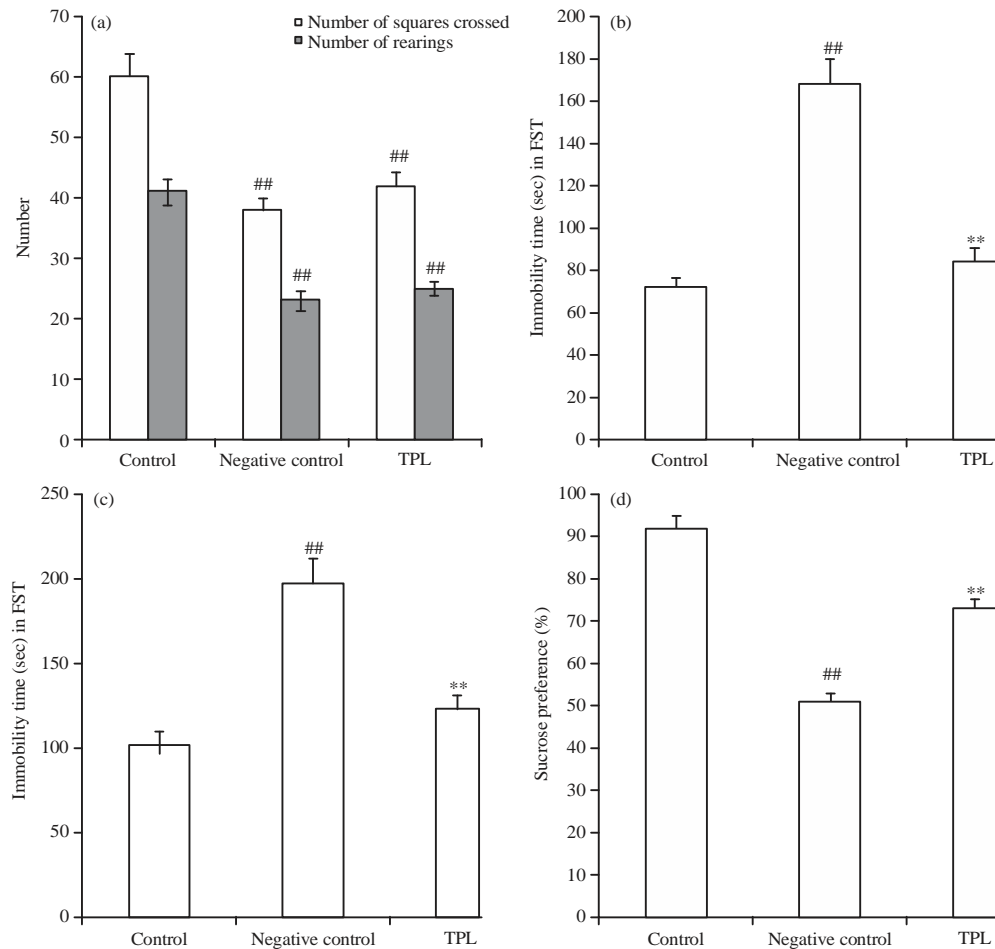 (a)
Number of squares crossed
Number of rearings
70
60
50
40
30
20
10
0
Number
##
##
##
##
Control
Negative control
TPL
(b)
200
180
160
140
120
100
80
60
40
20
0
Immobility time (sec) in FST
##
**
Control
Negative control
TPL
(c)
250
200
150
100
50
0
Immobility time (sec) in FST
##
**
Control
Negative control
TPL
(d)
100
90
80
70
60
50
40
30
20
10
0
Sucrose preference (%)
##
**
Control
Negative control
TPL